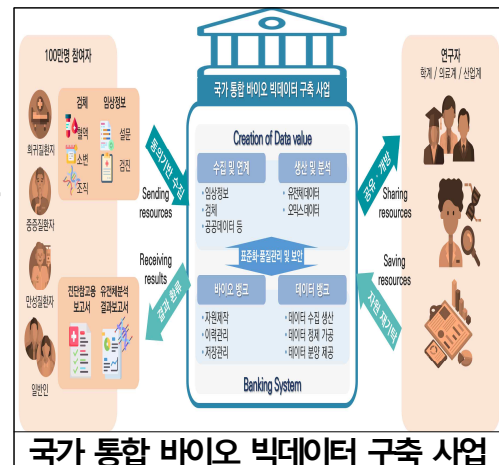 100만명 참여자
희귀질환자
중증질환자
만성질환자
일반인
검체
혈액
소변
조직
임상정보
설문
검진
진단참고용
보고서
유전체분석
결과보고서
동의기반 수집
Sending
resources
Receiving
results
결과 환류
국가 통합 바이오 빅데이터 구축 사업
Creation of Data value
수집 및 연계
• 임상정보
• 검체
• 공공데이터 등
생산 및 분석
• 유전체데이터
• 오믹스데이터
표준화·품질관리 및 보안
바이오 뱅크
• 자원제작
• 이력관리
• 저장관리
데이터 뱅크
• 데이터 수집 생산
• 데이터 정제 가공
• 데이터 분양 제공
Banking System
공유·개방
Sharing
resources
Saving
resources
자원 재기탁
연구자
학계 / 의료계 / 산업계
국가 통합 바이오 빅데이터 구축 사업